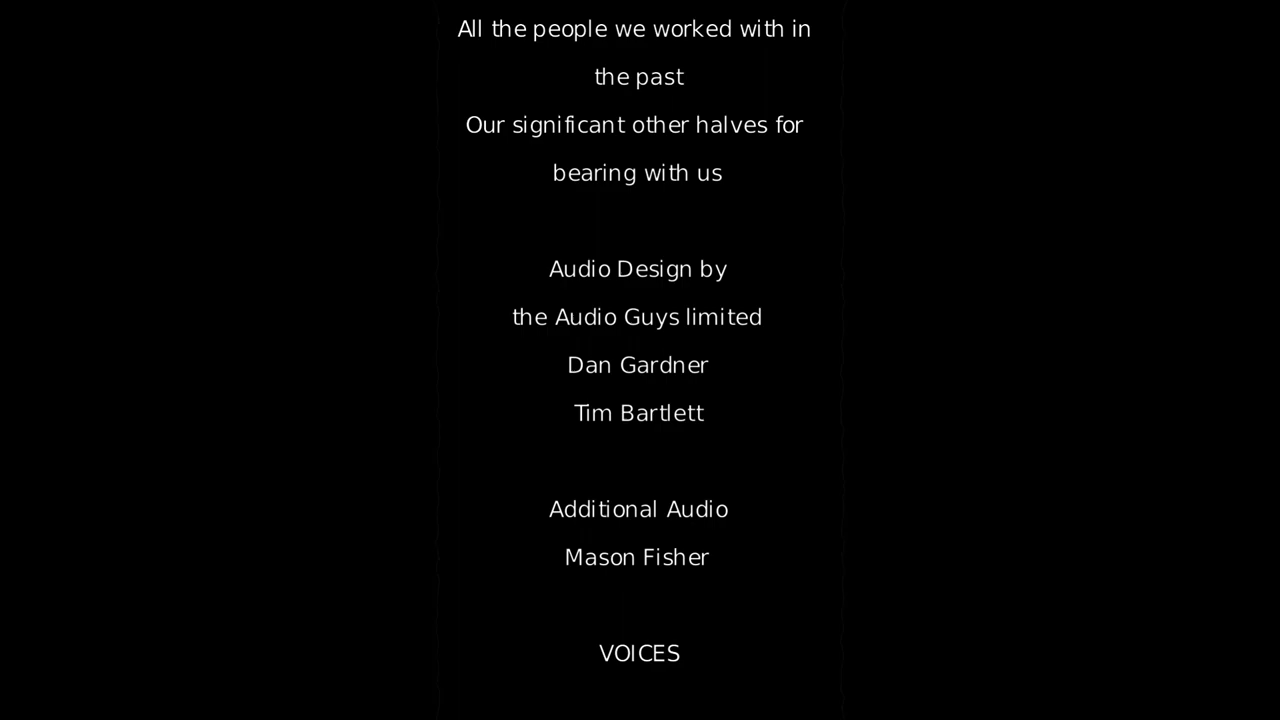 All the people we worked with in
the past
Our significant other halves for
bearing with us
Audio Design by
the Audio Guys limited
Dan Gardner
Tim Bartlett
Additional Audio
Mason Fisher
VOICES